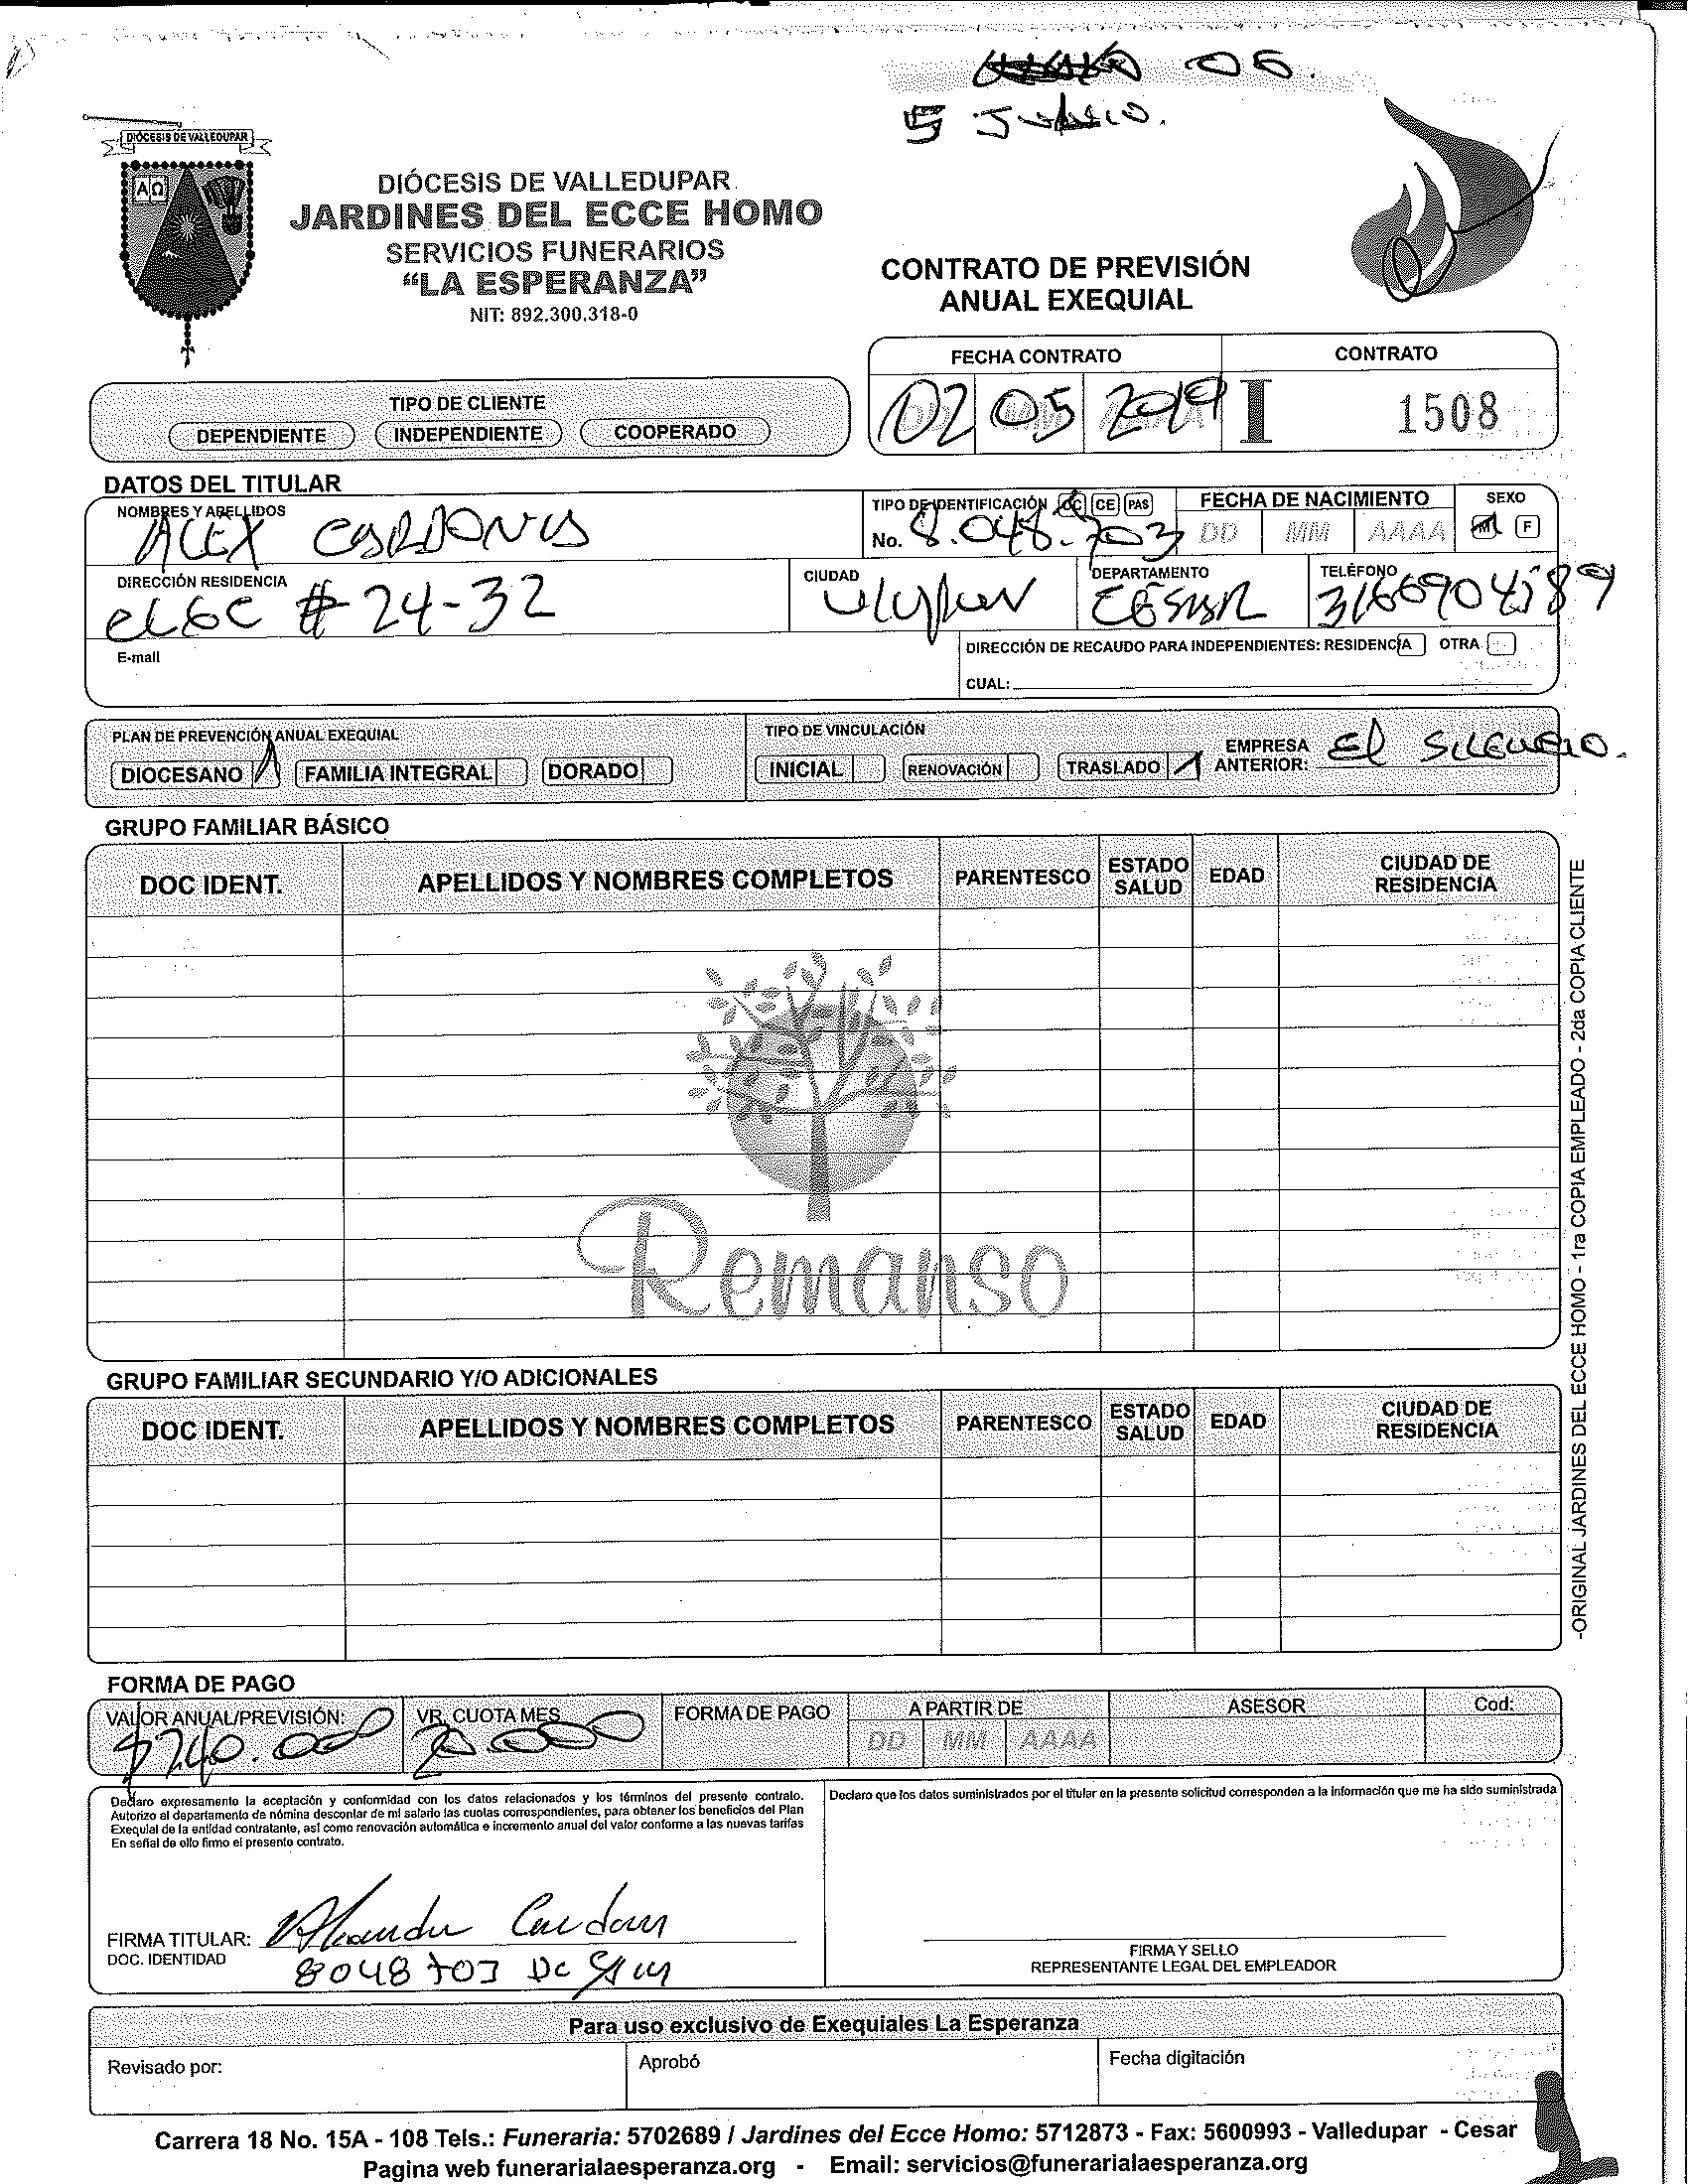 05.
5 Junio.
DIÓCESIS DE VALLEDUPAR
A Ω
DIÓCESIS DE VALLEDUPAR
JARDINES DEL ECCE HOMO
SERVICIOS FUNERARIOS
“LA ESPERANZA”
NIT: 892.300.318-0
CONTRATO DE PREVISIÓN
ANUAL EXEQUIAL
FECHA CONTRATO CONTRATO
02 05 2019 I 1508
TIPO DE CLIENTE
DEPENDIENTE INDEPENDIENTE COOPERADO
DATOS DEL TITULAR
NOMBRES Y APELLIDOS
ALEX CARDONA
TIPO DE IDENTIFICACIÓN CC CE PAS
No. 8.048.703
FECHA DE NACIMIENTO
DD MM AAAA
SEXO
M F
DIRECCIÓN RESIDENCIA
# 24-32
CIUDAD
DEPARTAMENTO
CESAR
TELÉFONO
3166904589
E-mail
DIRECCIÓN DE RECAUDO PARA INDEPENDIENTES: RESIDENCIA OTRA
CUAL:
PLAN DE PREVENCIÓN ANUAL EXEQUIAL
DIOCESANO FAMILIA INTEGRAL DORADO
TIPO DE VINCULACIÓN
INICIAL RENOVACIÓN TRASLADO
EMPRESA
ANTERIOR: El SILENCIO.
GRUPO FAMILIAR BÁSICO
DOC IDENT. APELLIDOS Y NOMBRES COMPLETOS PARENTESCO ESTADO SALUD EDAD CIUDAD DE RESIDENCIA
Remanso
GRUPO FAMILIAR SECUNDARIO Y/O ADICIONALES
DOC IDENT. APELLIDOS Y NOMBRES COMPLETOS PARENTESCO ESTADO SALUD EDAD CIUDAD DE RESIDENCIA
-ORIGINAL JARDINES DEL ECCE HOMO - 1ra COPIA EMPLEADO - 2da COPIA CLIENTE
FORMA DE PAGO
VALOR ANUAL/PREVISIÓN: VR. CUOTA MES FORMA DE PAGO A PARTIR DE ASESOR Cod:
$240.000 20.000 DD MM AAAA
Declaro expresamente la aceptación y conformidad con los datos relacionados y los términos del presente contrato.
Autorizo al departamento de nómina descontar de mi salario las cuotas correspondientes, para obtener los beneficios del Plan
Exequial de la entidad contratante, así como renovación automática e incremento anual del valor conforme a las nuevas tarifas
En señal de ello firmo el presente contrato.
Declaro que los datos suministrados por el titular en la presente solicitud corresponden a la información que me ha sido suministrada
FIRMA TITULAR: Alexander Cardona
DOC. IDENTIDAD 8048703 De
FIRMA Y SELLO
REPRESENTANTE LEGAL DEL EMPLEADOR
Para uso exclusivo de Exequiales La Esperanza
Revisado por: Aprobó Fecha digitación
Carrera 18 No. 15A - 108 Tels.: Funeraria: 5702689 / Jardines del Ecce Homo: 5712873 - Fax: 5600993 - Valledupar - Cesar
Pagina web funerarialaesperanza.org - Email: servicios@funerarialaesperanza.org